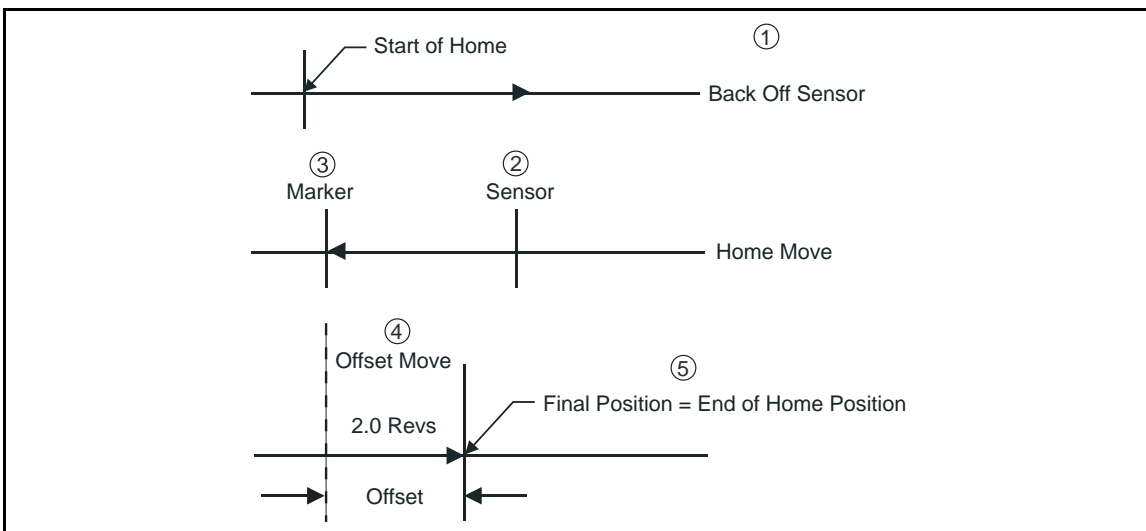 ①
Start of Home
Back Off Sensor
③ ②
Marker Sensor
Home Move
④
Offset Move
⑤
Final Position = End of Home Position
2.0 Revs
Offset